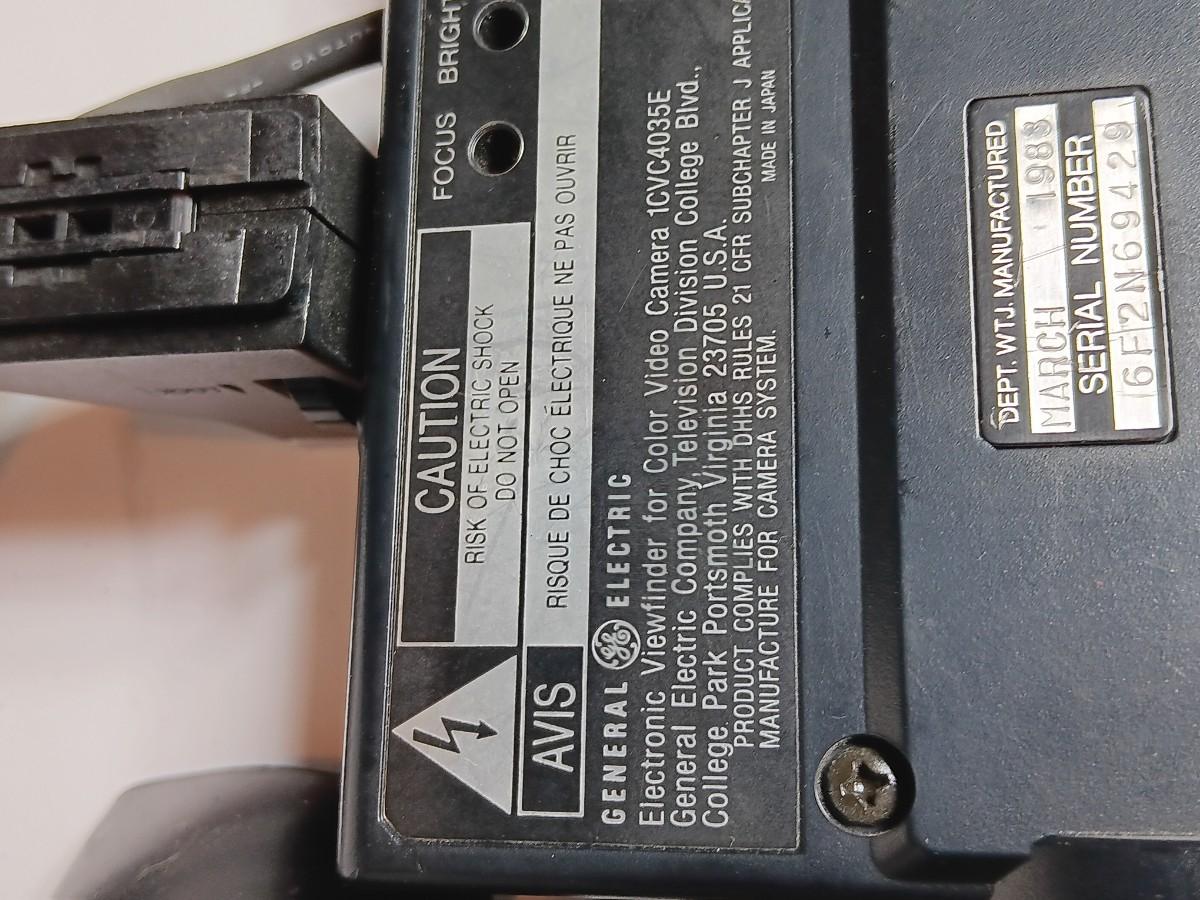 FOCUS
CAUTION
RISK OF ELECTRIC SHOCK
DO NOT OPEN
AVIS
RISQUE DE CHOC ÉLECTRIQUE NE PAS OUVRIR
GENERAL GE ELECTRIC
Electronic Viewfinder for Color Video Camera 1CVC4035E
General Electric Company, Television Division College Blvd.,
College. Park Portsmoth Virginia 23705 U.S.A.
PRODUCT COMPLIES WITH DHHS RULES 21 CFR SUBCHAPTER J
MANUFACTURE FOR CAMERA SYSTEM.
MADE IN JAPAN
DEPT. WTJ. MANUFACTURED
MARCH 1983
SERIAL NUMBER
6F2N69429